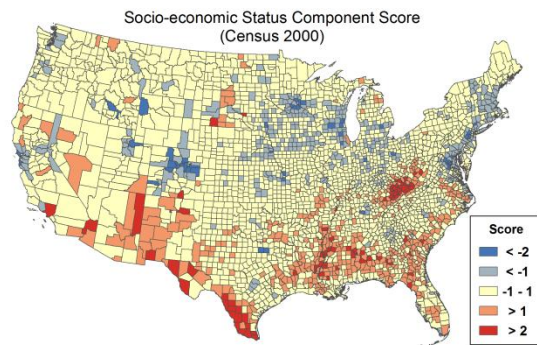 Socio-economic Status Component Score
(Census 2000)
Score
< -2
< -1
-1 - 1
> 1
> 2